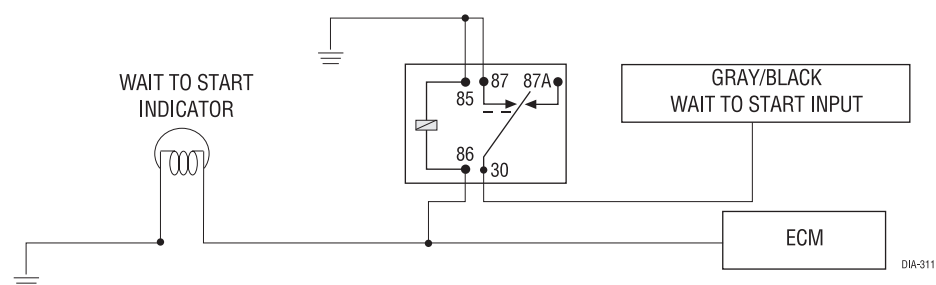 WAIT TO START
INDICATOR
87
87A
85
86
30
GRAY/BLACK
WAIT TO START INPUT
ECM
DIA-311